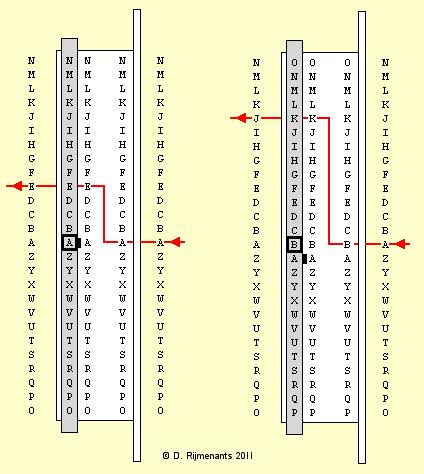 N N N N N N O O O N
M M M M M M N N N M
L L L L L L M M M L
K K K K K K L L L K
J J J J J J K K K J
I I I I I I J J J I
H H H H H H I I I H
G G G G G G H H H G
F F F F F F G G G F
E E E E E E F F F E
D D D D D D E E E D
C C C C C C D D D C
B B B B B B C C C B
A A A A A A B B B A
Z Z Z Z Z Z A A A Z
Y Y Y Y Y Y Z Z Z Y
X X X X X X Y Y Y X
W W W W W W X X X W
V V V V V V W W W V
U U U U U U V V V U
T T T T T T U U U T
S S S S S S T T T S
R R R R R R S S S R
Q Q Q Q Q Q R R R Q
P P P P P P Q Q Q P
O O O O O O P P P O
© D. Rijmenants 2011